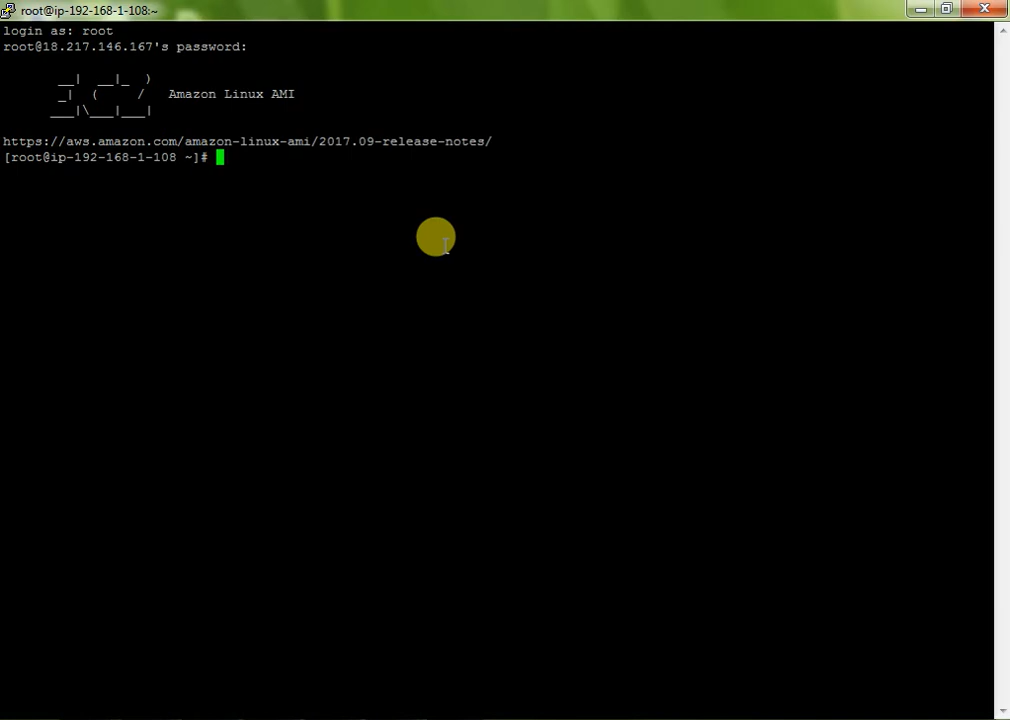 root@ip-192-168-1-108:~
login as: root
root@18.217.146.167's password:
       __|  __|_  )
       _|  (     /   Amazon Linux AMI
      ___|\___|___|
https://aws.amazon.com/amazon-linux-ami/2017.09-release-notes/
[root@ip-192-168-1-108 ~]#